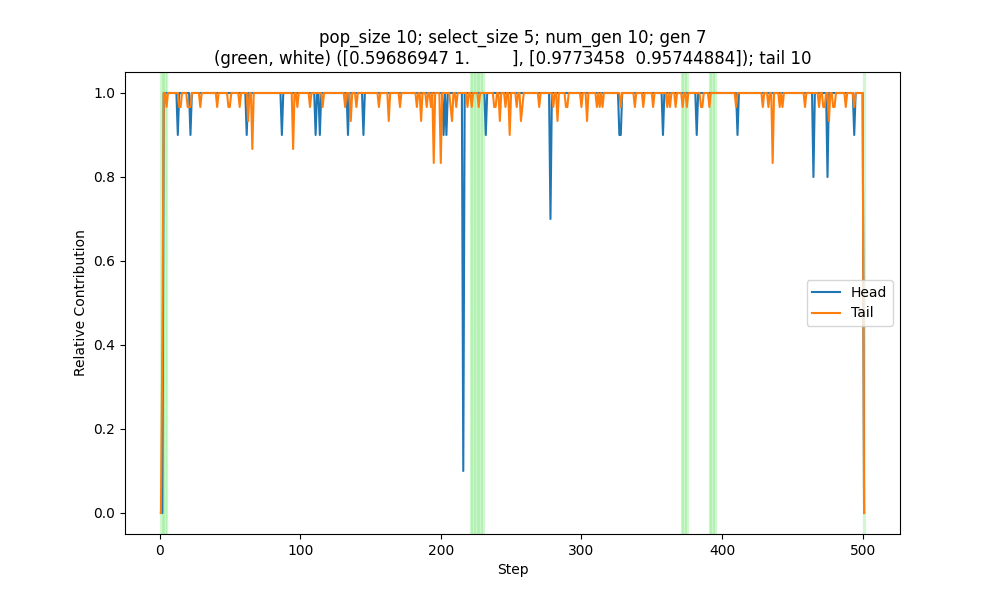 pop_size 10; select_size 5; num_gen 10; gen 7
(green, white) ([0.59686947 1.        ], [0.9773458  0.95744884]); tail 10
1.0
0.8
0.6
0.4
0.2
0.0
Relative Contribution
Head
Tail
0
100
200
300
400
500
Step